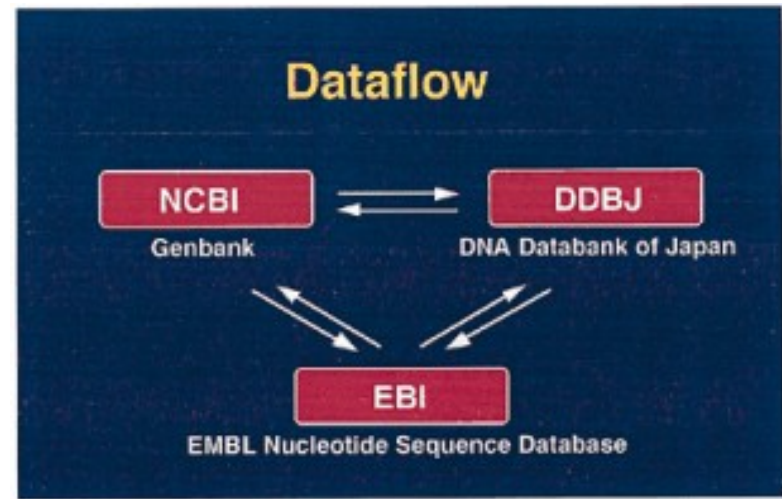 Dataflow
NCBI
DDBJ
Genbank
DNA Databank of Japan
EBI
EMBL Nucleotide Sequence Database